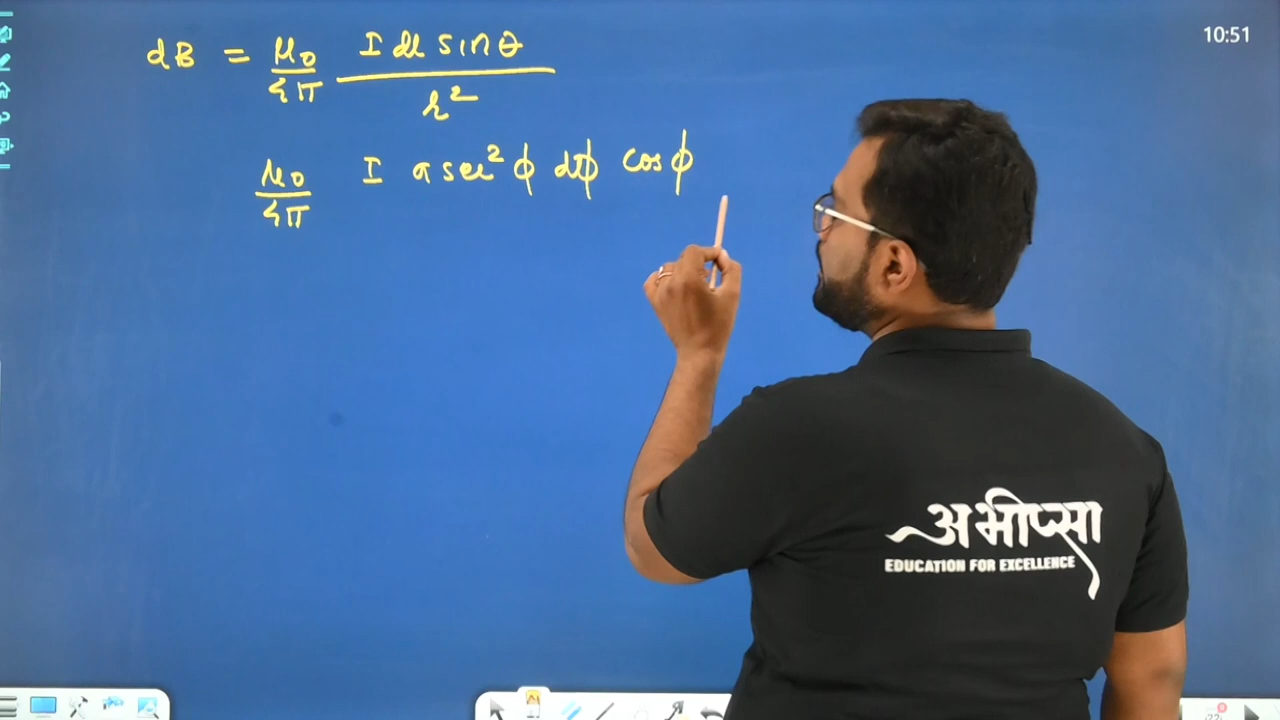 10:51
dB = μ0/4π I dl sinθ / r²
μ0/4π I a sec²ϕ dϕ cosϕ
अभीप्सा
EDUCATION FOR EXCELLENCE